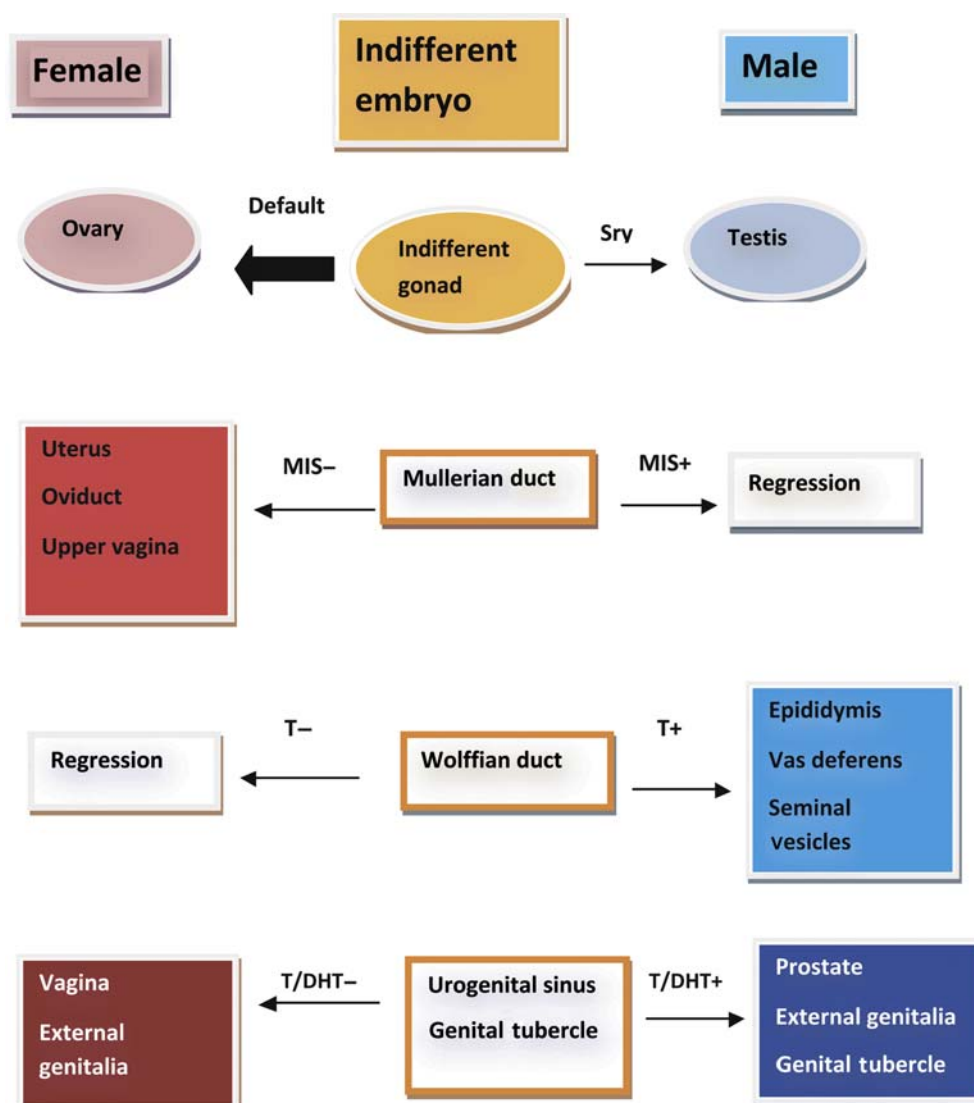 Female
Indifferent
embryo
Male
Ovary
Default
Indifferent
gonad
Sry
Testis
Uterus
Oviduct
Upper vagina
MIS–
Mullerian duct
MIS+
Regression
Regression
T–
Wolffian duct
T+
Epididymis
Vas deferens
Seminal
vesicles
Vagina
External
genitalia
T/DHT–
Urogenital sinus
Genital tubercle
T/DHT+
Prostate
External genitalia
Genital tubercle